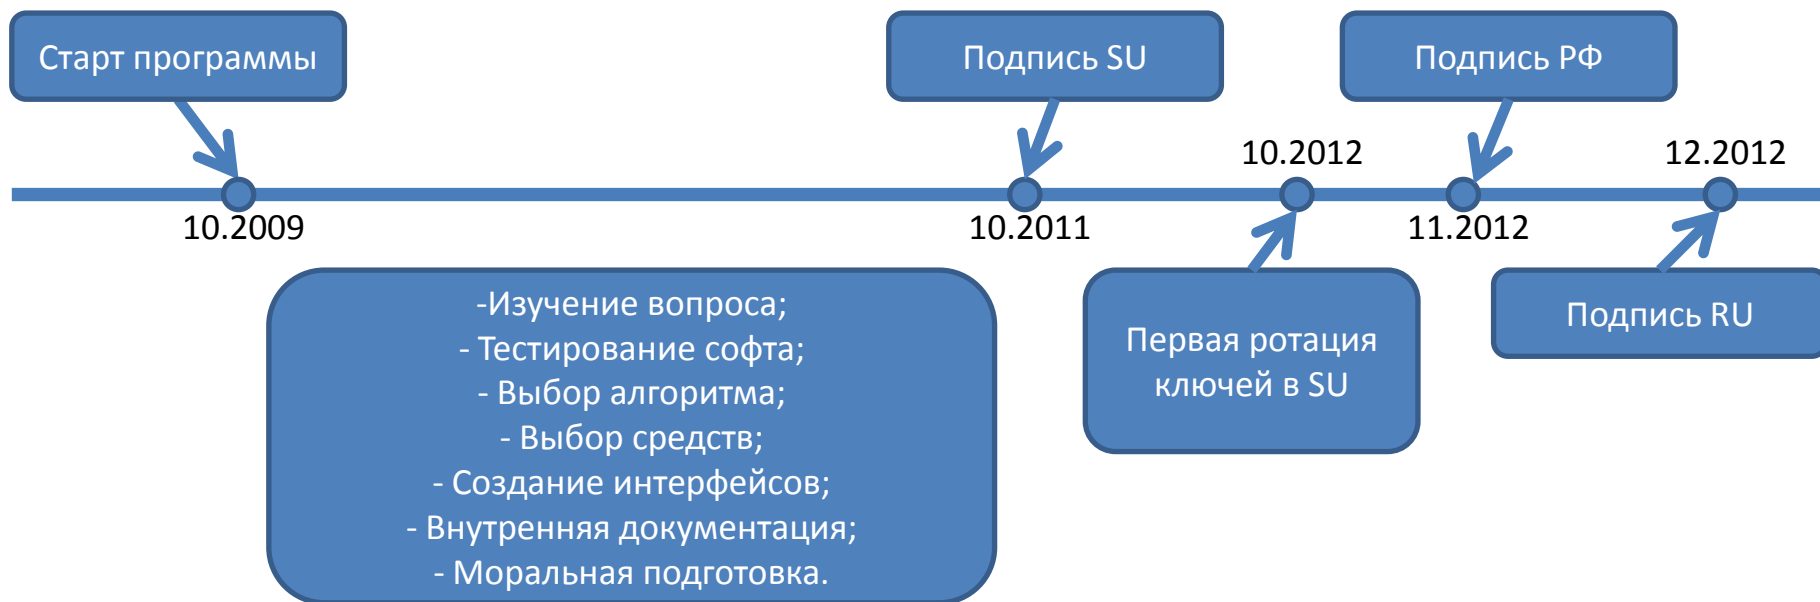 Старт программы
Подпись SU
Подпись РФ
10.2012
12.2012
10.2009
10.2011
11.2012
-Изучение вопроса;
- Тестирование софта;
- Выбор алгоритма;
- Выбор средств;
- Создание интерфейсов;
- Внутренняя документация;
- Моральная подготовка.
Первая ротация
ключей в SU
Подпись RU